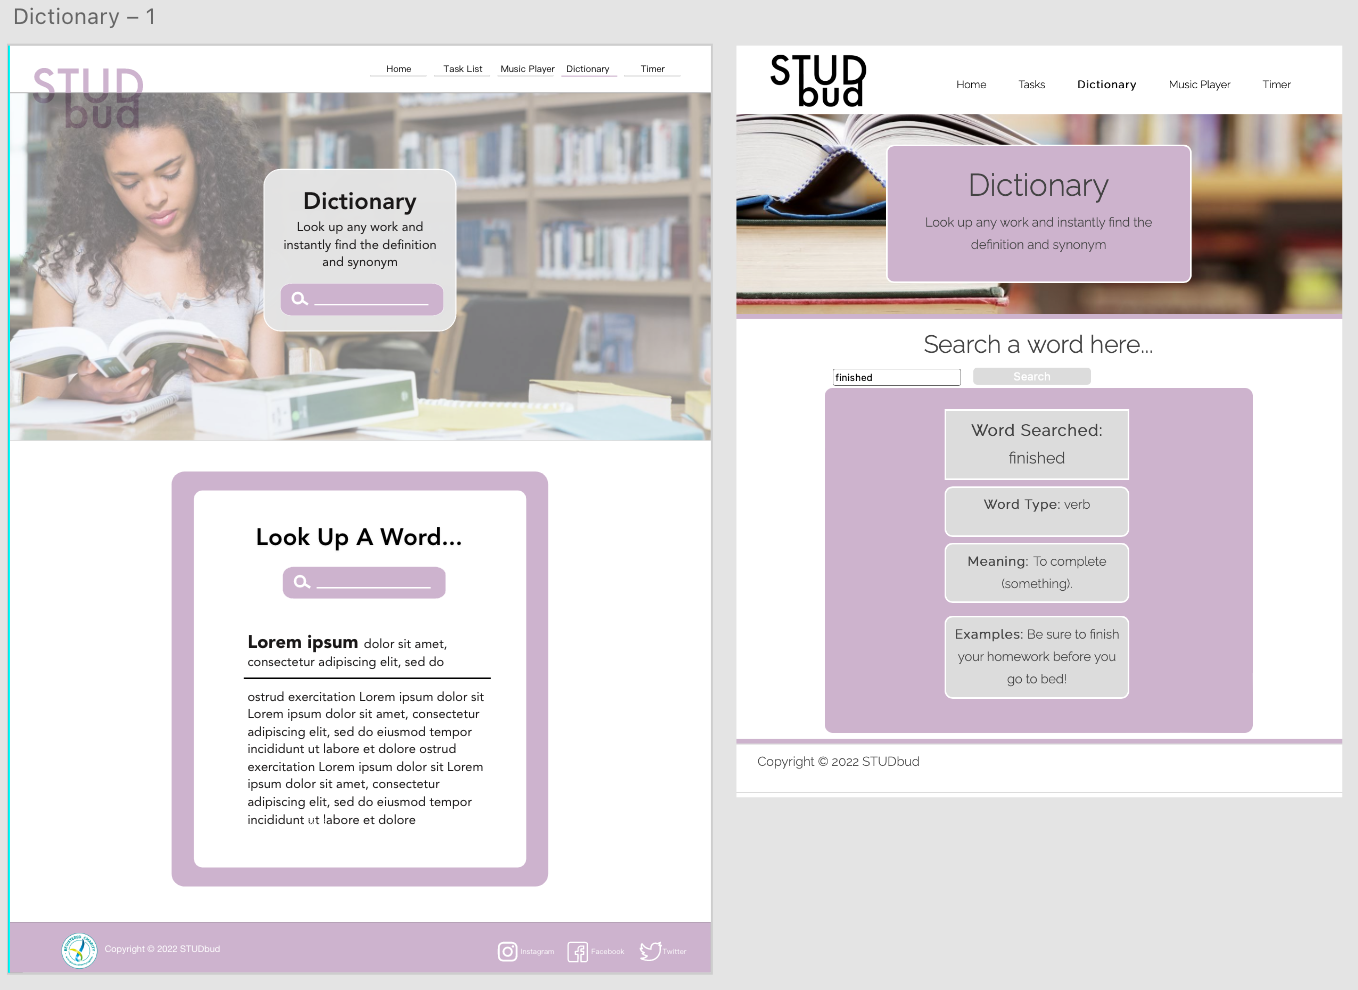 Dictionary – 1
STUD
bud
Home
Task List
Music Player
Dictionary
Timer
Dictionary
Look up any work and
instantly find the definition
and synonym
Look Up A Word...
Lorem ipsum dolor sit amet,
consectetur adipiscing elit, sed do
ostrud exercitation Lorem ipsum dolor sit
Lorem ipsum dolor sit amet, consectetur
adipiscing elit, sed do eiusmod tempor
incididunt ut labore et dolore ostrud
exercitation Lorem ipsum dolor sit Lorem
ipsum dolor sit amet, consectetur
adipiscing elit, sed do eiusmod tempor
incididunt ut labore et dolore
Copyright © 2022 STUDbud
Instagram
Facebook
Twitter
STUD
bud
Home
Tasks
Dictionary
Music Player
Timer
Dictionary
Look up any work and instantly find the
definition and synonym
Search a word here...
finished
Search
Word Searched:
finished
Word Type: verb
Meaning: To complete
(something).
Examples: Be sure to finish
your homework before you
go to bed!
Copyright © 2022 STUDbud